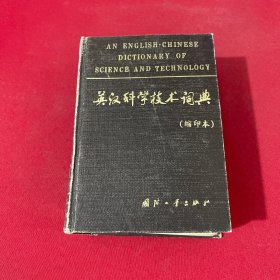 AN ENGLISH-CHINESE
DICTIONARY OF
SCIENCE AND TECHNOLOGY
英汉科学技术词典
(缩印本)
国防工业出版社